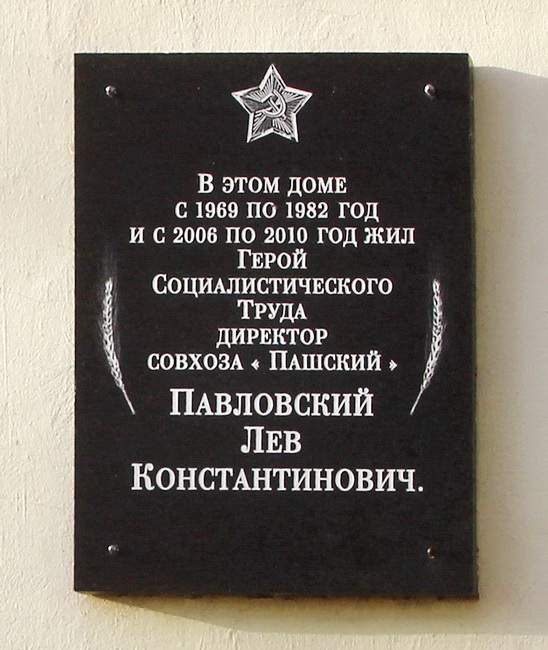 В ЭТОМ ДОМЕ
С 1969 ПО 1982 ГОД
И С 2006 ПО 2010 ГОД ЖИЛ
ГЕРОЙ
СОЦИАЛИСТИЧЕСКОГО
ТРУДА
ДИРЕКТОР
СОВХОЗА « ПАШСКИЙ »
ПАВЛОВСКИЙ
ЛЕВ
КОНСТАНТИНОВИЧ.